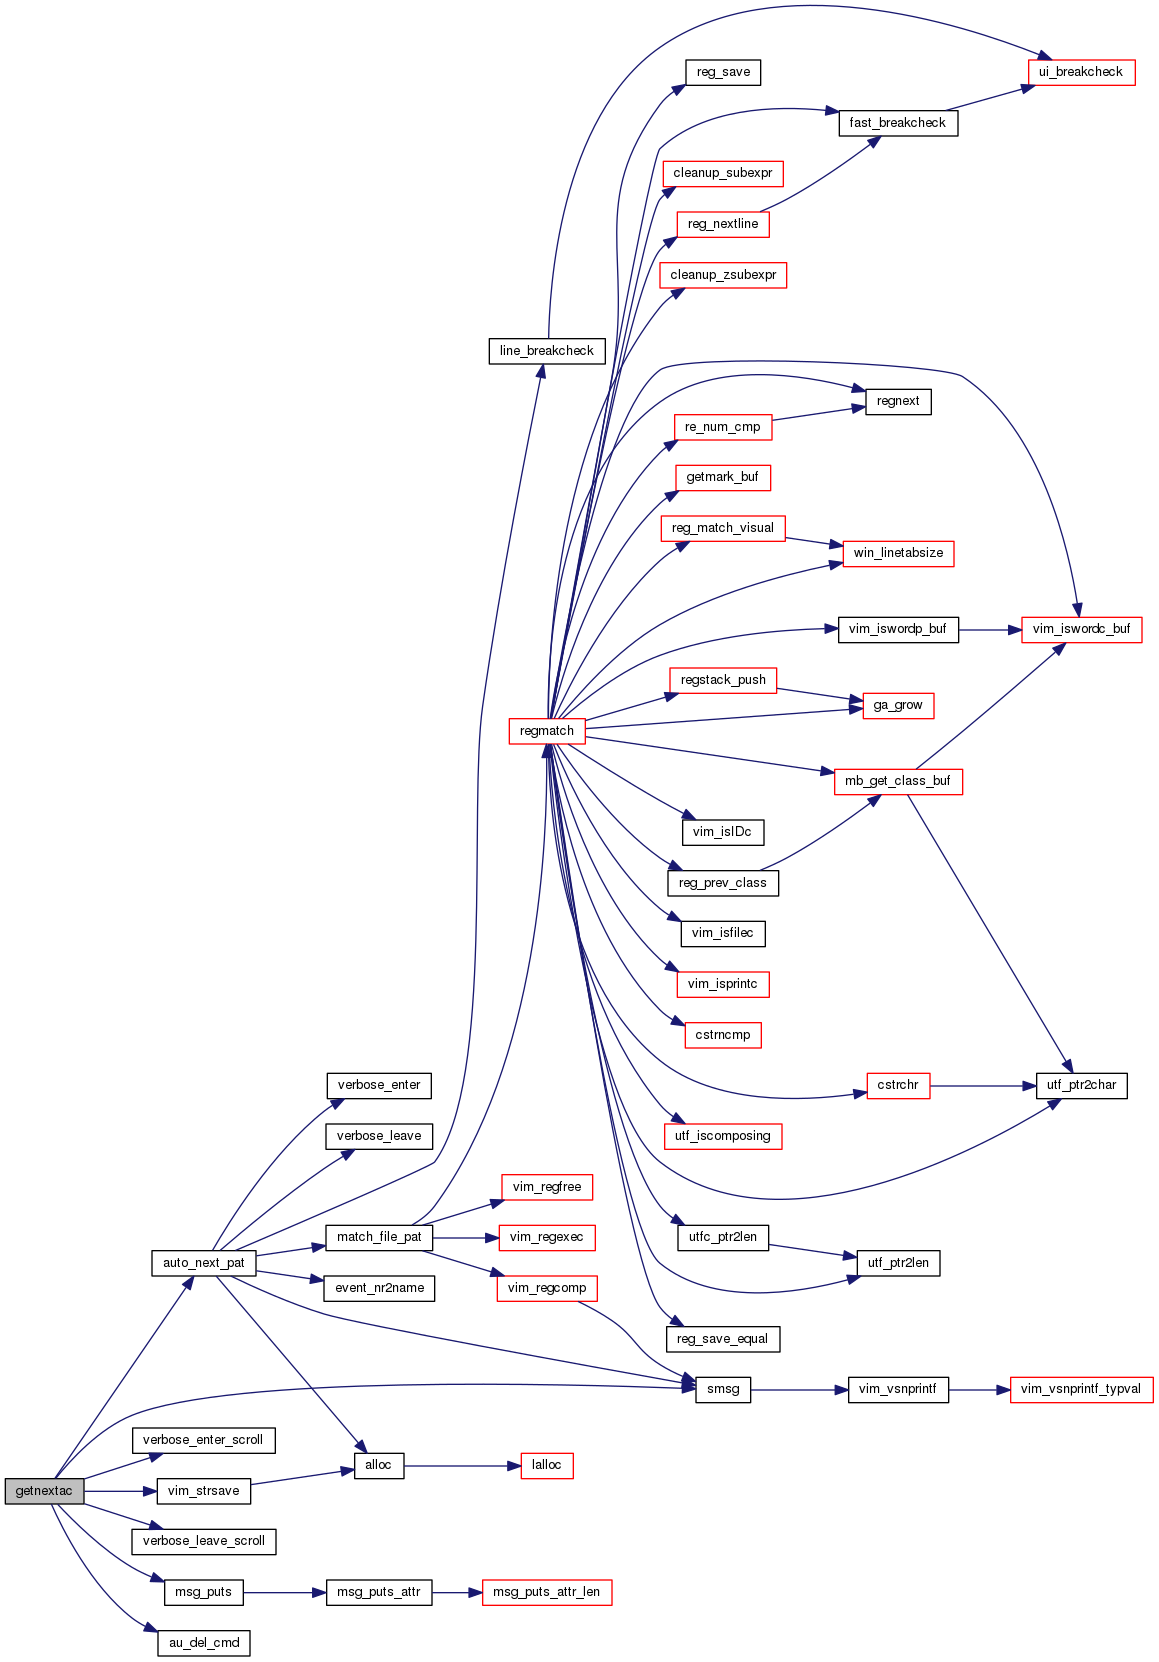 reg_save
ui_breakcheck
fast_breakcheck
cleanup_subexpr
reg_nextline
cleanup_zsubexpr
line_breakcheck
regnext
re_num_cmp
getmark_buf
reg_match_visual
win_linetabsize
vim_iswordp_buf
vim_iswordc_buf
regstack_push
ga_grow
regmatch
mb_get_class_buf
vim_isIDc
reg_prev_class
vim_isfilec
vim_isprintc
cstrncmp
verbose_enter
cstrchr
utf_ptr2char
verbose_leave
utf_iscomposing
vim_regfree
match_file_pat
vim_regexec
utfc_ptr2len
auto_next_pat
utf_ptr2len
event_nr2name
vim_regcomp
reg_save_equal
smsg
vim_vsnprintf
vim_vsnprintf_typval
verbose_enter_scroll
alloc
lalloc
getnextac
vim_strsave
verbose_leave_scroll
msg_puts
msg_puts_attr
msg_puts_attr_len
au_del_cmd